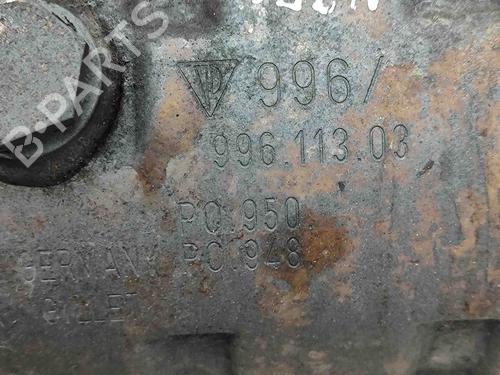 996/
996.113.03
PO.950.
GERMANY PO.948
GILLET
B-PARTS